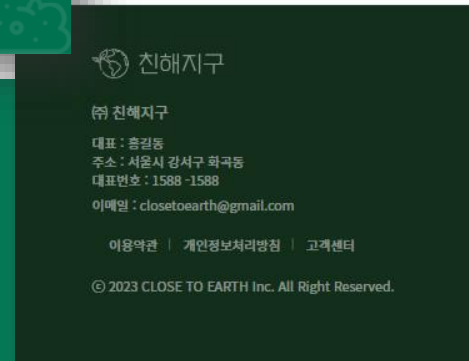 친해지구
㈜ 친해지구
대표 : 홍길동
주소 : 서울시 강서구 화곡동
대표번호 : 1588 -1588
이메일 : closetoearth@gmail.com
이용약관 | 개인정보처리방침 | 고객센터
ⓒ 2023 CLOSE TO EARTH Inc. All Right Reserved.